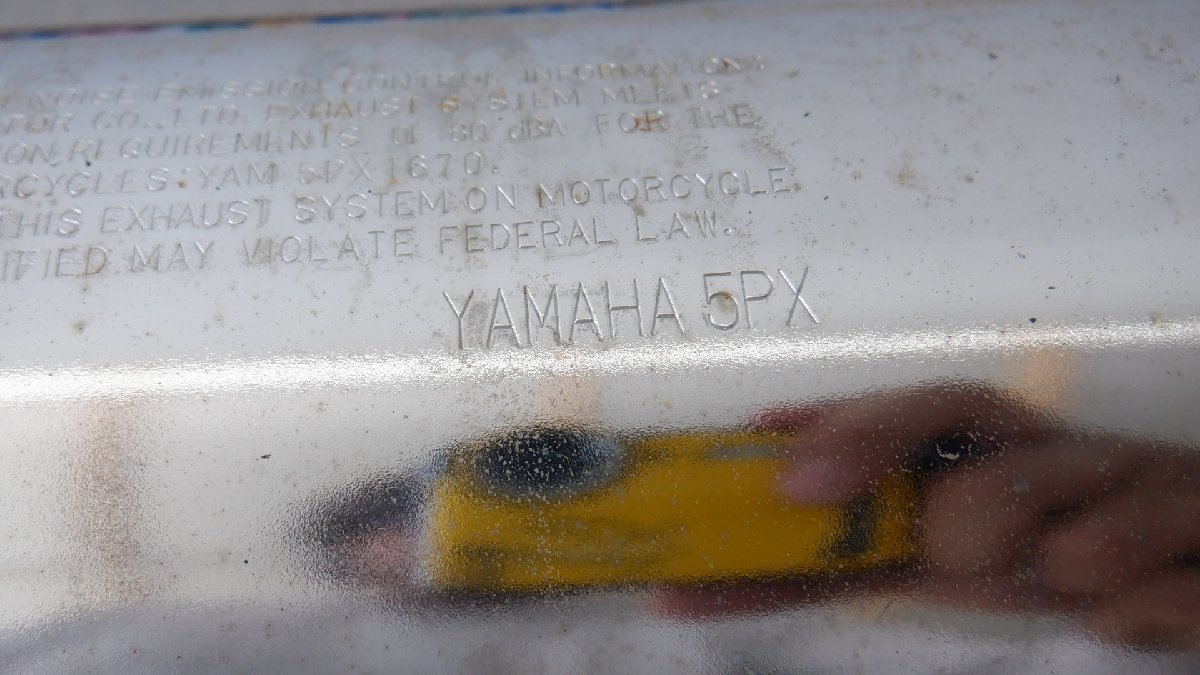 NOISE EMISSION CONTROL INFORMATION
TOR CO., LTD. EXHAUST SYSTEM MEETS
ION REQUIREMENTS OF 80 dBA FOR THE
RCYCLES: YAM 5PX1670.
THIS EXHAUST SYSTEM ON MOTORCYCLE
IFIED MAY VIOLATE FEDERAL LAW.
YAMAHA 5PX